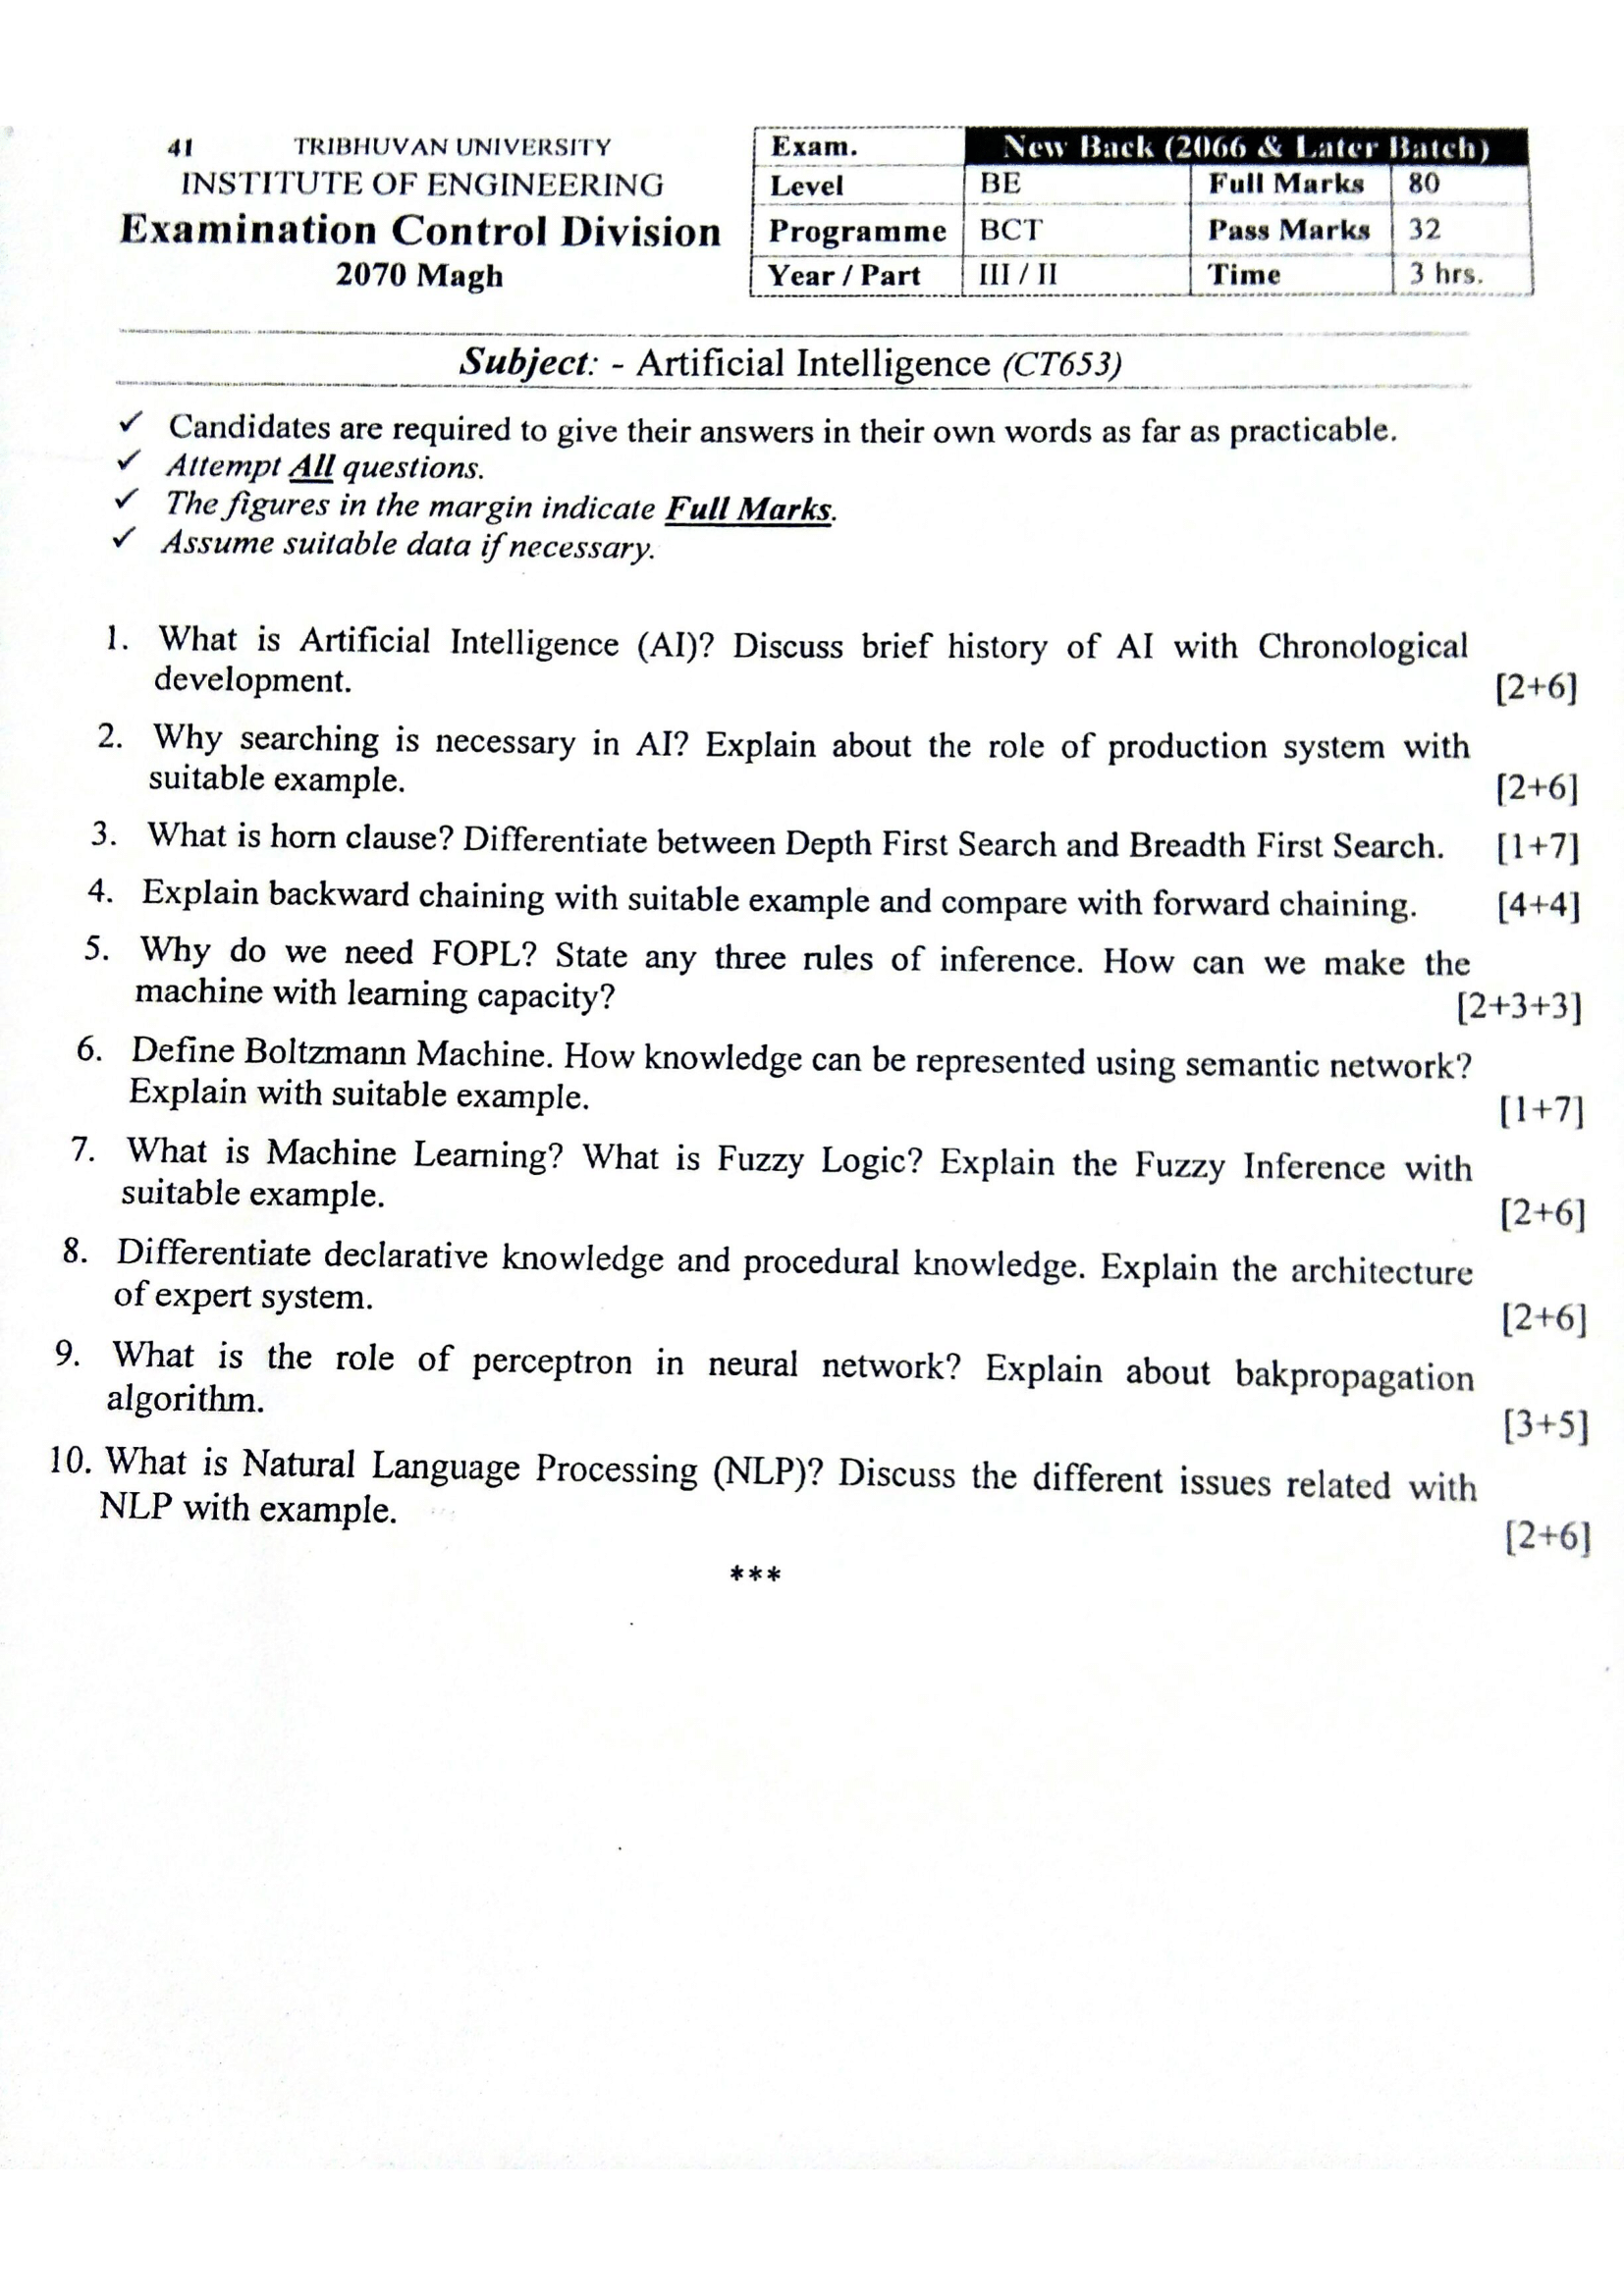 41 TRIBHUVAN UNIVERSITY
INSTITUTE OF ENGINEERING
Examination Control Division
2070 Magh
Exam. New Back (2066 & Later Batch)
Level BE Full Marks 80
Programme BCT Pass Marks 32
Year / Part III / II Time 3 hrs.
Subject: - Artificial Intelligence (CT653)
✓ Candidates are required to give their answers in their own words as far as practicable.
✓ Attempt All questions.
✓ The figures in the margin indicate Full Marks.
✓ Assume suitable data if necessary.
1. What is Artificial Intelligence (AI)? Discuss brief history of AI with Chronological
development. [2+6]
2. Why searching is necessary in AI? Explain about the role of production system with
suitable example. [2+6]
3. What is horn clause? Differentiate between Depth First Search and Breadth First Search. [1+7]
4. Explain backward chaining with suitable example and compare with forward chaining. [4+4]
5. Why do we need FOPL? State any three rules of inference. How can we make the
machine with learning capacity? [2+3+3]
6. Define Boltzmann Machine. How knowledge can be represented using semantic network?
Explain with suitable example. [1+7]
7. What is Machine Learning? What is Fuzzy Logic? Explain the Fuzzy Inference with
suitable example. [2+6]
8. Differentiate declarative knowledge and procedural knowledge. Explain the architecture
of expert system. [2+6]
9. What is the role of perceptron in neural network? Explain about bakpropagation
algorithm. [3+5]
10. What is Natural Language Processing (NLP)? Discuss the different issues related with
NLP with example. [2+6]
***